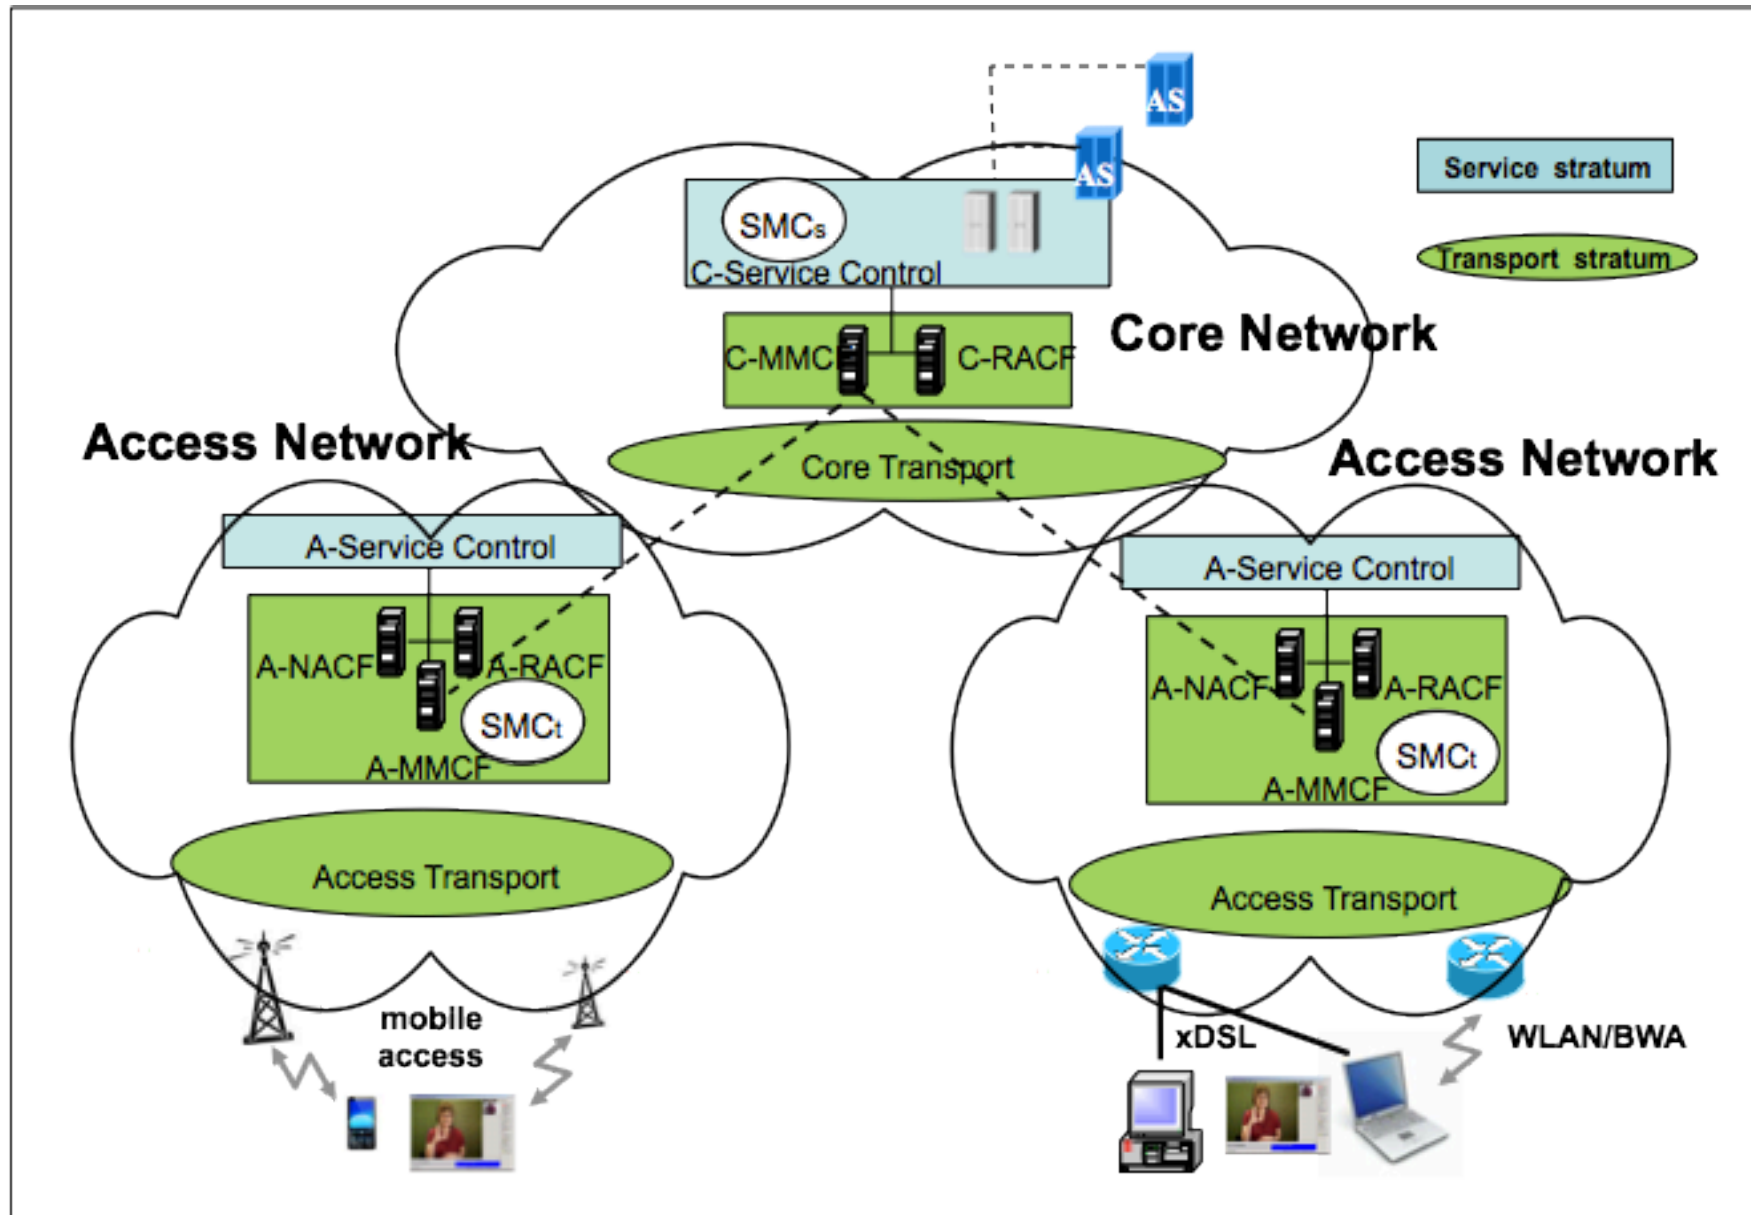 AS
AS
Service stratum
Transport stratum
SMCs
C-Service Control
Core Network
C-MMCF
C-RACF
Core Transport
Access Network
A-Service Control
A-NACF
A-RACF
SMCt
A-MMCF
Access Transport
mobile
access
Access Network
A-Service Control
A-NACF
A-RACF
SMCt
A-MMCF
Access Transport
xDSL
WLAN/BWA